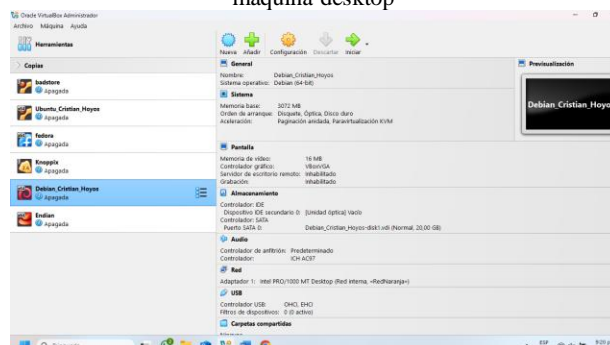 maquina desktop
Oracle VirtualBox Administrador
Archivo Máquina Ayuda
Herramientas
Nueva Añadir Configuración Descartar Iniciar
Copias
badstore
Apagada
Ubuntu_Cristian_Hoyos
Apagada
fedora
Apagada
Knoppix
Apagada
Debian_Cristian_Hoyos
Apagada
Endian
Apagada
General
Nombre: Debian_Cristian_Hoyos
Sistema operativo: Debian (64-bit)
Sistema
Memoria base: 3072 MB
Orden de arranque: Disquete, Óptica, Disco duro
Aceleración: Paginación anidada, Paravirtualización KVM
Pantalla
Memoria de vídeo: 16 MB
Controlador gráfico: VBoxVGA
Servidor de escritorio remoto: Inhabilitado
Grabación: Inhabilitado
Almacenamiento
Controlador: IDE
Dispositivo IDE secundario 0: [Unidad óptica] Vacío
Controlador: SATA
Puerto SATA 0: Debian_Cristian_Hoyos-disk1.vdi (Normal, 20,00 GB)
Audio
Controlador de anfitrión: Predeterminado
Controlador: ICH AC97
Red
Adaptador 1: Intel PRO/1000 MT Desktop (Red interna, «RedNaranja»)
USB
Controlador USB: OHCI, EHCI
Filtros de dispositivos: 0 (0 activo)
Carpetas compartidas
Previsualización
Debian_Cristian_Hoyo
ESP